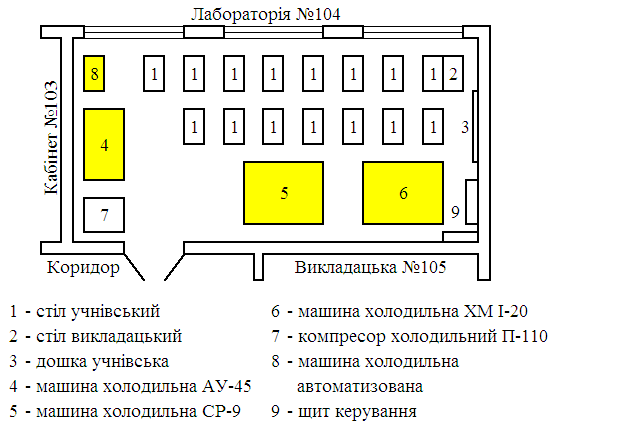 Лабораторія №104
Кабінет №103
8 1 1 1 1 1 1 1 1 2
4 1 1 1 1 1 1 1 3
5 6
7 9
Коридор Викладацька №105
1 - стіл учнівський
2 - стіл викладацький
3 - дошка учнівська
4 - машина холодильна АУ-45
5 - машина холодильна СР-9
6 - машина холодильна ХМ І-20
7 - компресор холодильний П-110
8 - машина холодильна
автоматизована
9 - щит керування